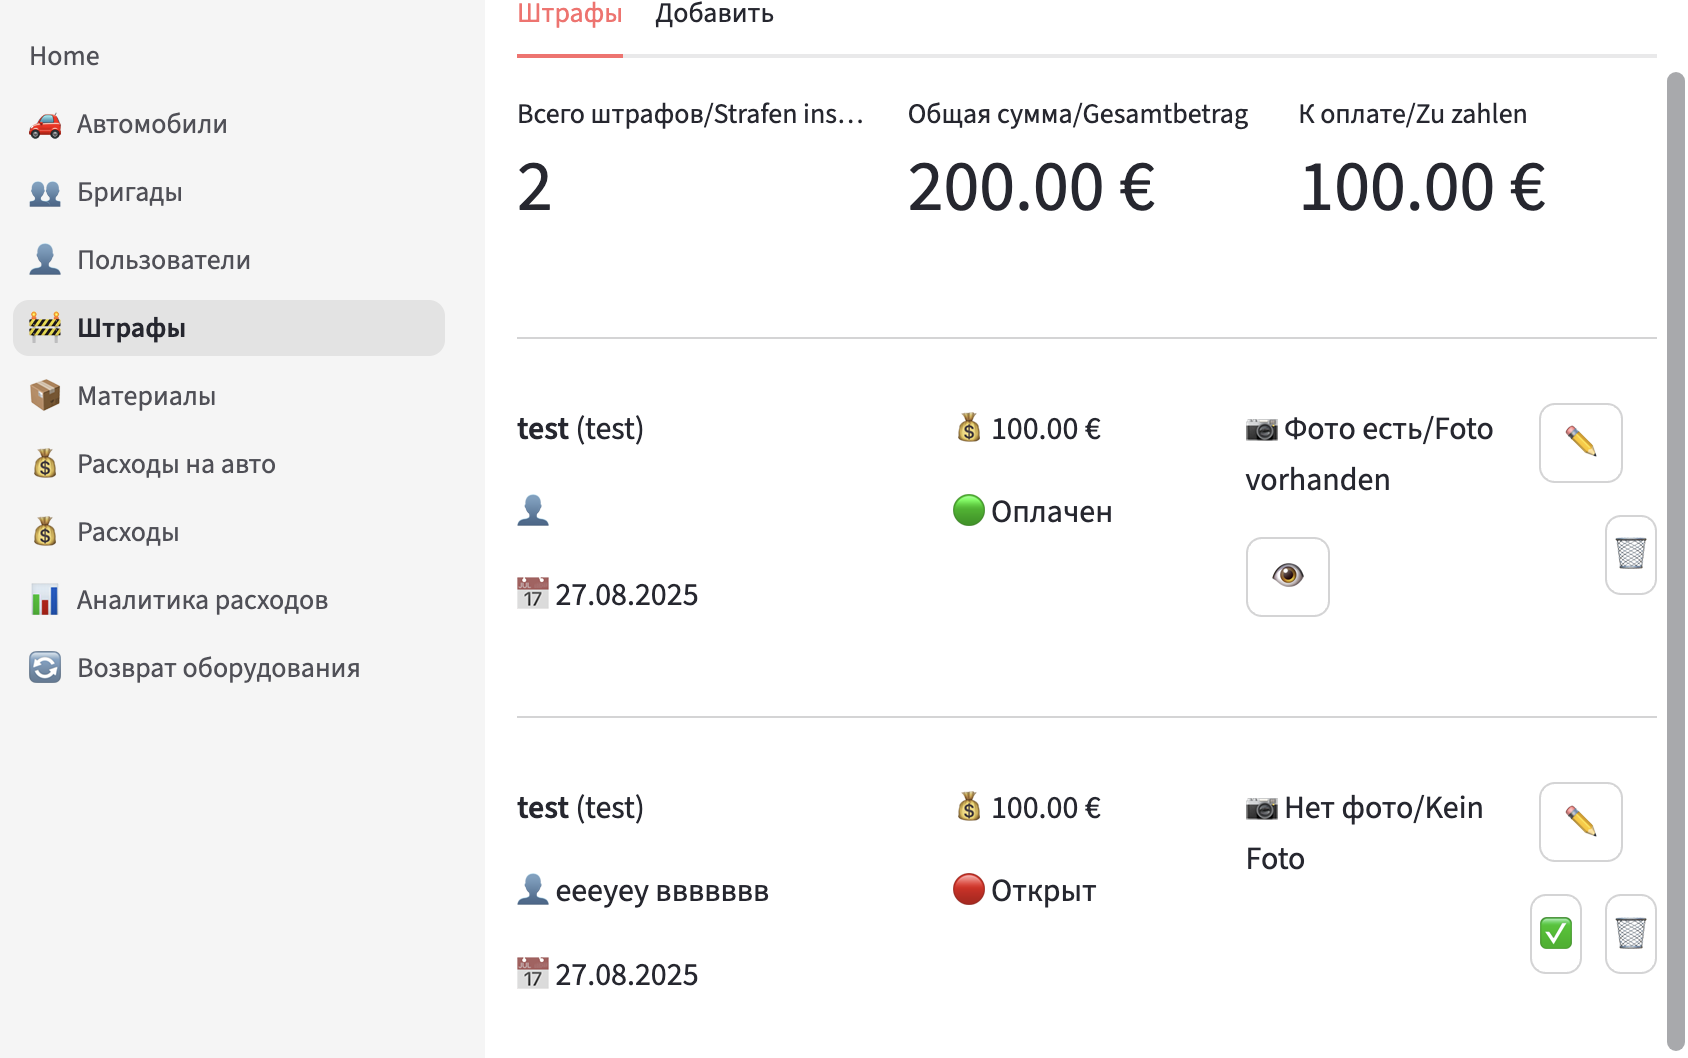 Home
Автомобили
Бригады
Пользователи
Штрафы
Материалы
Расходы на авто
Расходы
Аналитика расходов
Возврат оборудования
Штрафы Добавить
Всего штрафов/Strafen ins… Общая сумма/Gesamtbetrag К оплате/Zu zahlen
2 200.00 € 100.00 €
test (test) 100.00 € Фото есть/Foto
vorhanden
Оплачен
27.08.2025
test (test) 100.00 € Нет фото/Kein
Foto
eeeyey ввввввв Открыт
27.08.2025